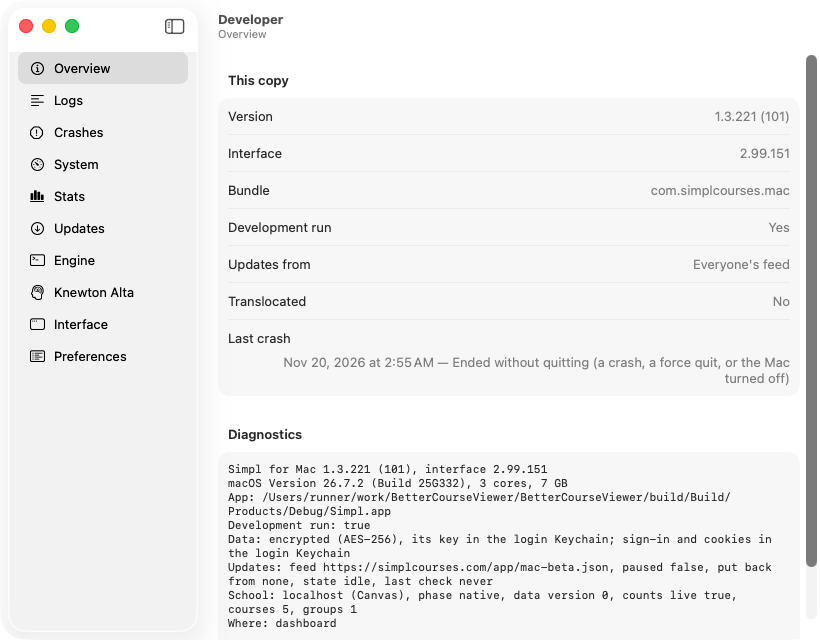 Developer
Overview
Overview
Logs
Crashes
System
Stats
Updates
Engine
Knewton Alta
Interface
Preferences
This copy
Version 1.3.221 (101)
Interface 2.99.151
Bundle com.simplcourses.mac
Development run Yes
Updates from Everyone's feed
Translocated No
Last crash
Nov 20, 2026 at 2:55 AM — Ended without quitting (a crash, a force quit, or the Mac
turned off)
Diagnostics
Simpl for Mac 1.3.221 (101), interface 2.99.151
macOS Version 26.7.2 (Build 25G332), 3 cores, 7 GB
App: /Users/runner/work/BetterCourseViewer/BetterCourseViewer/build/Build/
Products/Debug/Simpl.app
Development run: true
Data: encrypted (AES-256), its key in the login Keychain; sign-in and cookies in
the login Keychain
Updates: feed https://simplcourses.com/app/mac-beta.json, paused false, put back
from none, state idle, last check never
School: localhost (Canvas), phase native, data version 0, counts live true,
courses 5, groups 1
Where: dashboard